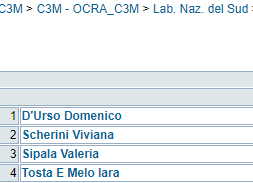 C3M > C3M - OCRA_C3M > Lab. Naz. del Sud >
1 D'Urso Domenico
2 Scherini Viviana
3 Sipala Valeria
4 Tosta E Melo Iara